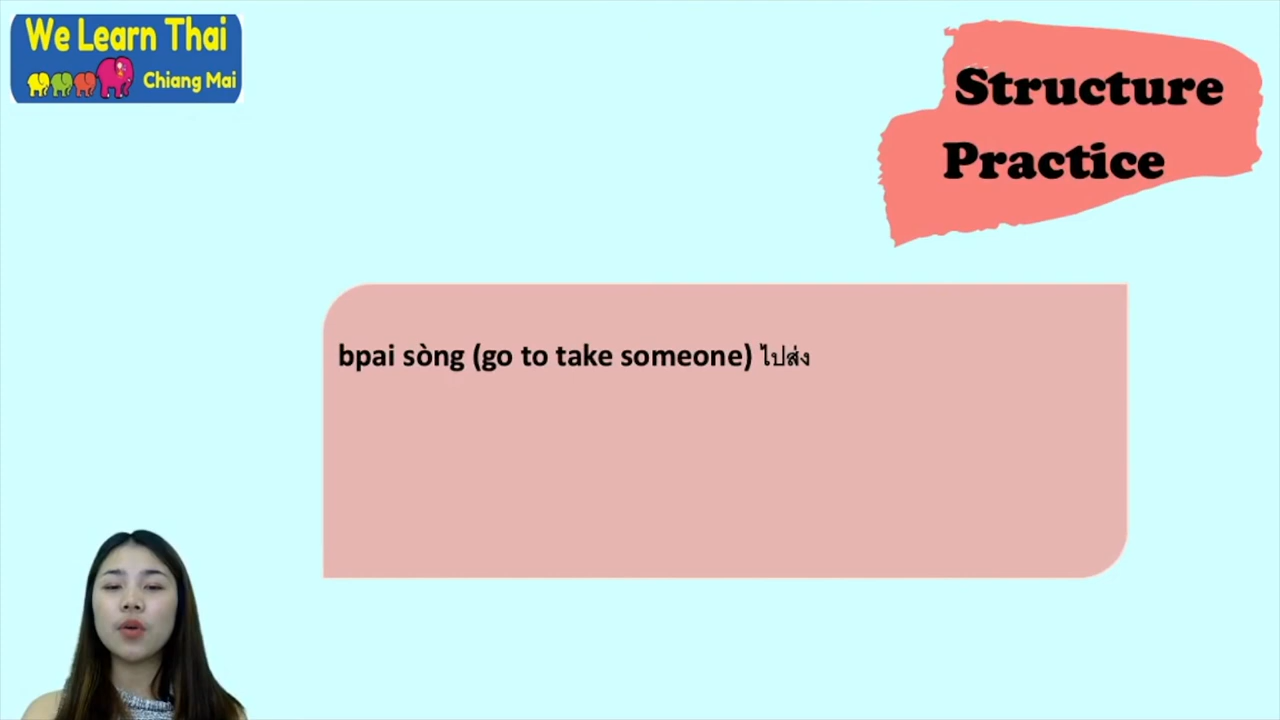 We Learn Thai
Chiang Mai
Structure
Practice
bpai sòng (go to take someone) ไปส่ง